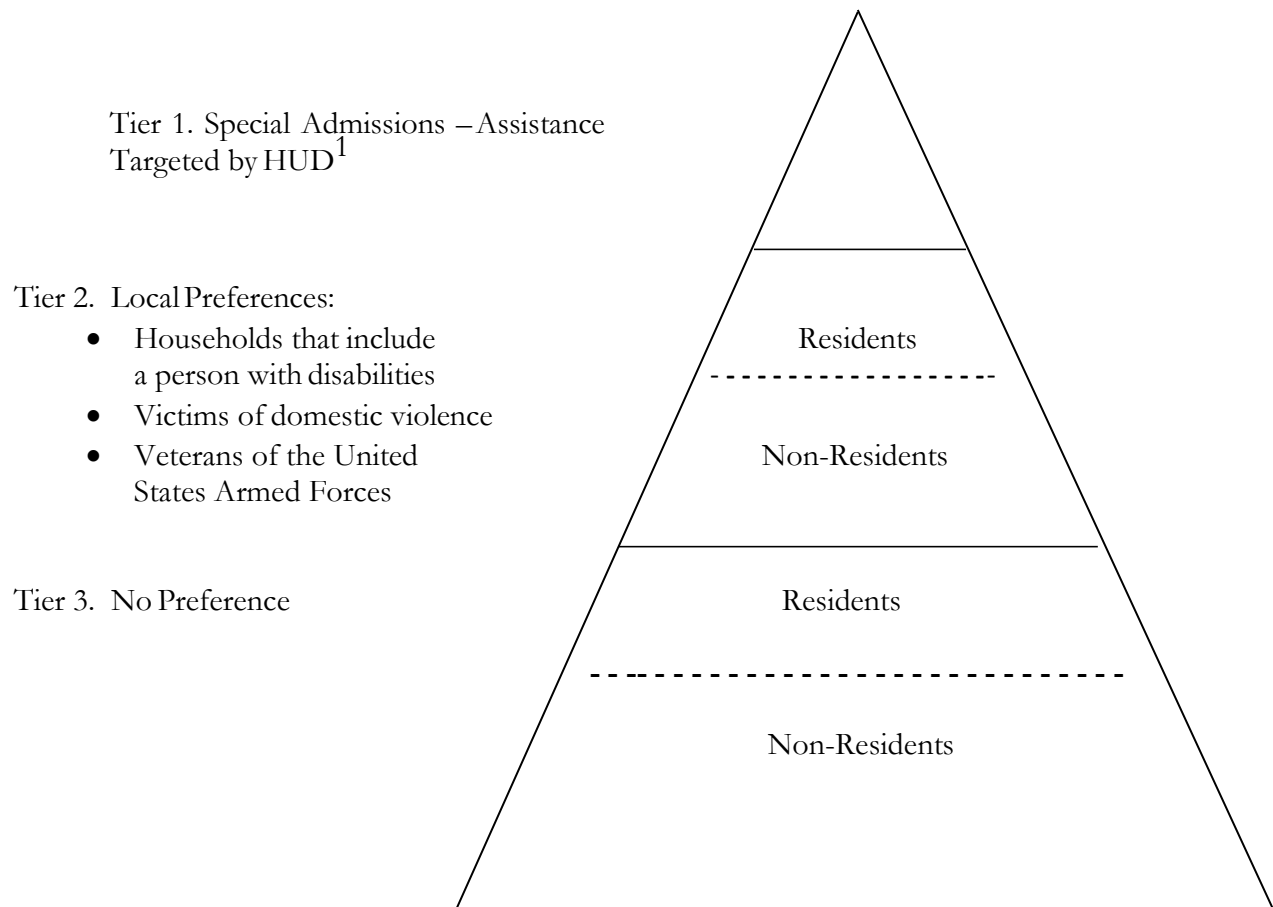 Tier 1. Special Admissions – Assistance
Targeted by HUD1
Tier 2. Local Preferences:
• Households that include
a person with disabilities
• Victims of domestic violence
• Veterans of the United
States Armed Forces
Residents
Non-Residents
Tier 3. No Preference
Residents
Non-Residents